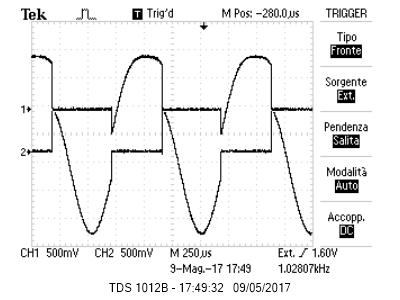 Tek T Trig'd M Pos: -280.0µs TRIGGER
Tipo
Fronte
Sorgente
Ext.
Pendenza
Salita
Modalità
Auto
Accopp.
DC
1
2
CH1 500mV CH2 500mV M 250µs Ext. 1.60V
9-Mag.-17 17:49 1.02807kHz
TDS 1012B - 17:49:32 09/05/2017